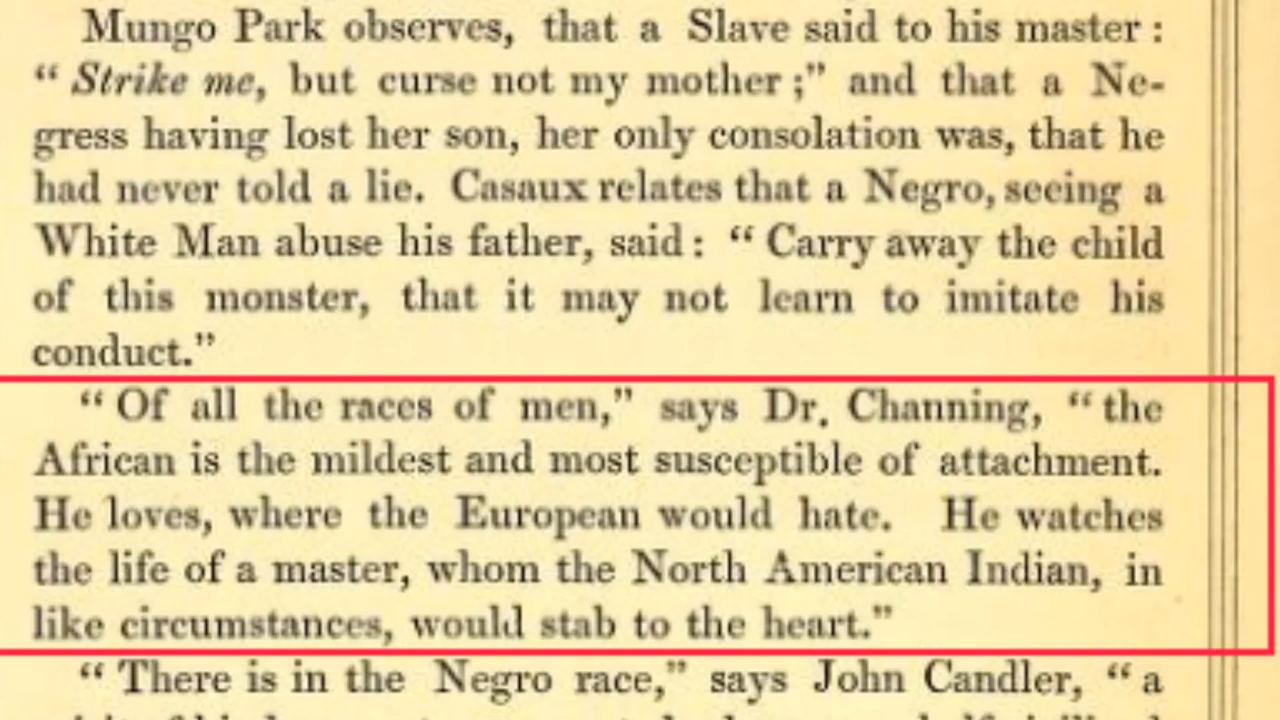 Mungo Park observes, that a Slave said to his master:
“Strike me, but curse not my mother;” and that a Ne-
gress having lost her son, her only consolation was, that he
had never told a lie. Casaux relates that a Negro, seeing a
White Man abuse his father, said: “Carry away the child
of this monster, that it may not learn to imitate his
conduct.”
“Of all the races of men,” says Dr. Channing, “the
African is the mildest and most susceptible of attachment.
He loves, where the European would hate. He watches
the life of a master, whom the North American Indian, in
like circumstances, would stab to the heart.”
“There is in the Negro race,” says John Candler, “a